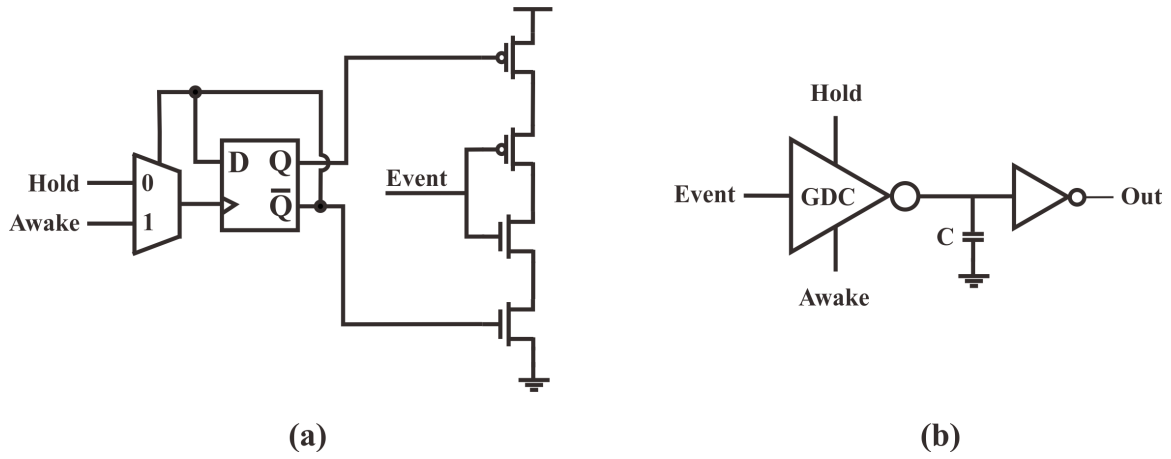 Hold
Awake
0
1
D Q
Q̅
Event
(a)
Hold
Event
GDC
Awake
C
Out
(b)